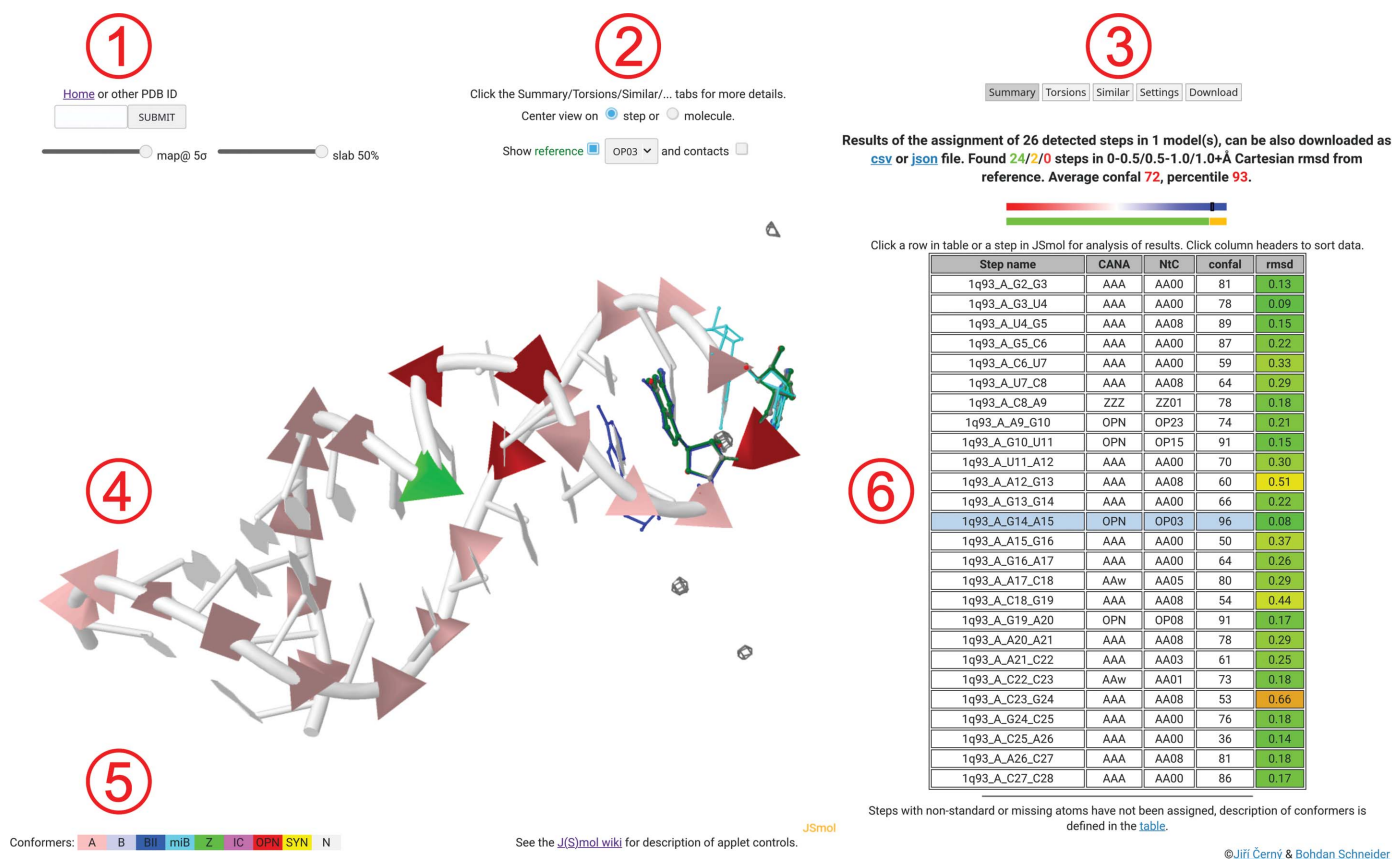 ①
Home or other PDB ID
SUBMIT
map@ 5σ
slab 50%
②
Click the Summary/Torsions/Similar/... tabs for more details.
Center view on step or molecule.
Show reference OP03 and contacts
③
Summary Torsions Similar Settings Download
Results of the assignment of 26 detected steps in 1 model(s), can be also downloaded as
csv or json file. Found 24/2/0 steps in 0-0.5/0.5-1.0/1.0+Å Cartesian rmsd from
reference. Average confal 72, percentile 93.
Click a row in table or a step in JSmol for analysis of results. Click column headers to sort data.
Step name CANA NtC confal rmsd
1q93_A_G2_G3 AAA AA00 81 0.13
1q93_A_G3_U4 AAA AA00 78 0.09
1q93_A_U4_G5 AAA AA08 89 0.15
1q93_A_G5_C6 AAA AA00 87 0.22
1q93_A_C6_U7 AAA AA00 59 0.33
1q93_A_U7_C8 AAA AA08 64 0.29
1q93_A_C8_A9 ZZZ ZZ01 78 0.18
1q93_A_A9_G10 OPN OP23 74 0.21
1q93_A_G10_U11 OPN OP15 91 0.15
1q93_A_U11_A12 AAA AA00 70 0.30
1q93_A_A12_G13 AAA AA08 60 0.51
1q93_A_G13_G14 AAA AA00 66 0.22
1q93_A_G14_A15 OPN OP03 96 0.08
1q93_A_A15_G16 AAA AA00 50 0.37
1q93_A_G16_A17 AAA AA00 64 0.26
1q93_A_A17_C18 AAw AA05 80 0.29
1q93_A_C18_G19 AAA AA08 54 0.44
1q93_A_G19_A20 OPN OP08 91 0.17
1q93_A_A20_A21 AAA AA08 78 0.29
1q93_A_A21_C22 AAA AA03 61 0.25
1q93_A_C22_C23 AAw AA01 73 0.18
1q93_A_C23_G24 AAA AA08 53 0.66
1q93_A_G24_C25 AAA AA00 76 0.18
1q93_A_C25_A26 AAA AA00 36 0.14
1q93_A_A26_C27 AAA AA08 81 0.18
1q93_A_C27_C28 AAA AA00 86 0.17
④
⑥
⑤
Steps with non-standard or missing atoms have not been assigned, description of conformers is
defined in the table.
JSmol
Conformers: A B BII miB Z IC OPN SYN N
See the J(S)mol wiki for description of applet controls.
©Jiří Černý & Bohdan Schneider